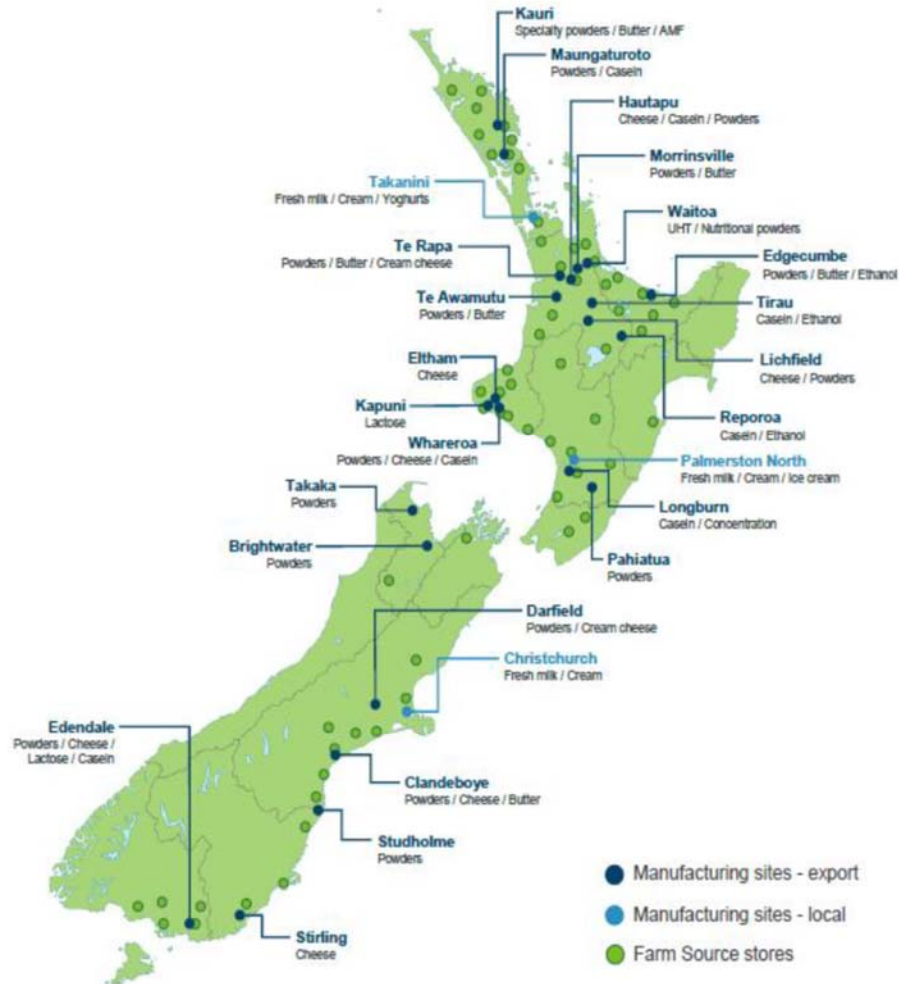 Kauri
Specialty powders / Butter / AMF
Maungaturoto
Powders / Casein
Hautapu
Cheese / Casein / Powders
Morrinsville
Powders / Butter
Takanini
Fresh milk / Cream / Yoghurts
Waitoa
UHT / Nutritional powders
Te Rapa
Powders / Butter / Cream cheese
Edgecumbe
Powders / Butter / Ethanol
Te Awamutu
Powders / Butter
Tirau
Casein / Ethanol
Eltham
Cheese
Lichfield
Cheese / Powders
Kapuni
Lactose
Reporoa
Casein / Ethanol
Whareroa
Powders / Cheese / Casein
Palmerston North
Fresh milk / Cream / Ice cream
Takaka
Powders
Longburn
Casein / Concentration
Brightwater
Powders
Pahiatua
Powders
Darfield
Powders / Cream cheese
Christchurch
Fresh milk / Cream
Edendale
Powders / Cheese /
Lactose / Casein
Clandeboye
Powders / Cheese / Butter
Studholme
Powders
Stirling
Cheese
Manufacturing sites - export
Manufacturing sites - local
Farm Source stores